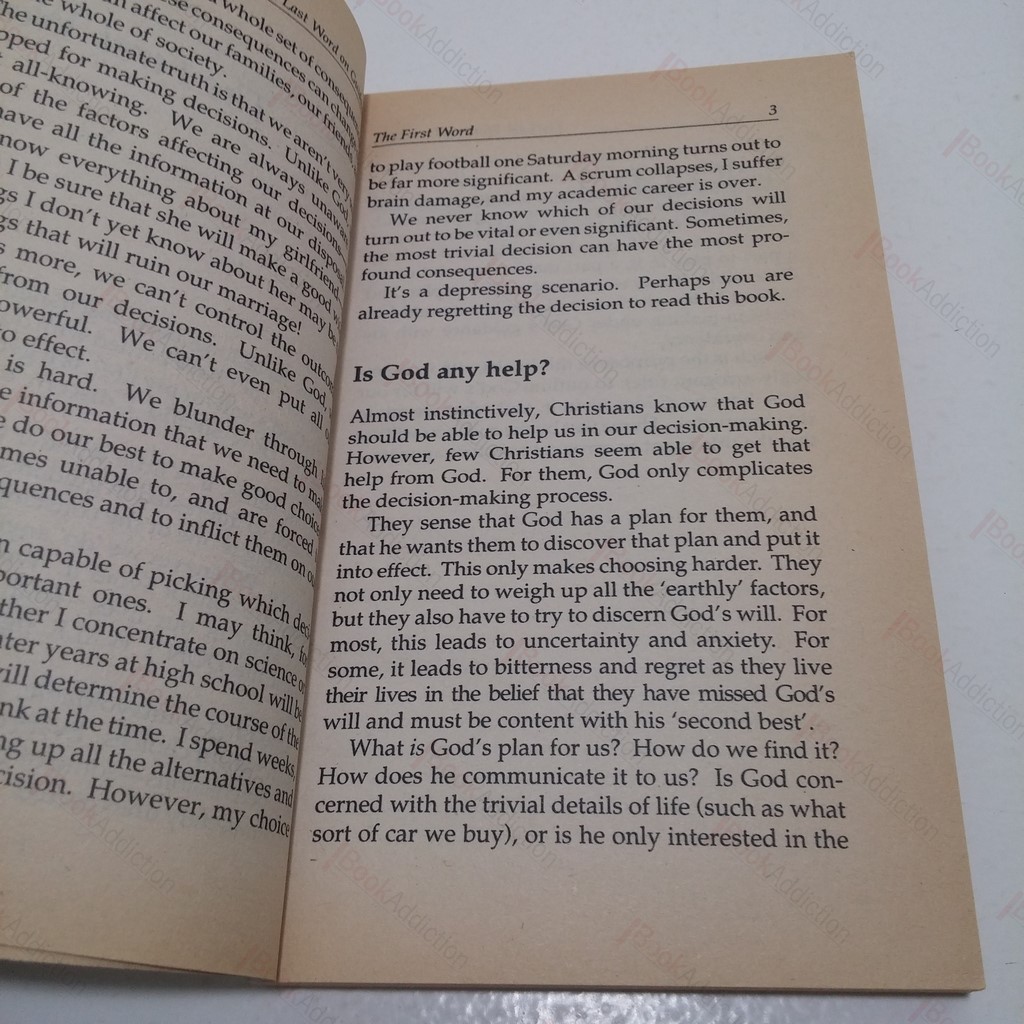 Last Word on
whole set of
se consequences can change
affect our families, our friends,
whole of society.
The unfortunate truth is that we aren't very
pped for making decisions. Unlike God
all-knowing. We are always unaware
of the factors affecting our decisions
have all the information at our disposal
now everything about my girlfriend,
I be sure that she will make a good
gs I don't yet know about her may be
gs that will ruin our marriage!
s more, we can't control the
from our decisions. Unlike God,
owerful. We can't even put all
to effect.
is hard. We blunder through
e information that we need to
e do our best to make good
mes unable to, and are forced
quences and to inflict them on
n capable of picking which
portant ones. I may think,
ther I concentrate on science or
ter years at high school will be
ill determine the course of the
nk at the time. I spend weeks,
ng up all the alternatives and
cision. However, my choice
The First Word 3
to play football one Saturday morning turns out to
be far more significant. A scrum collapses, I suffer
brain damage, and my academic career is over.
We never know which of our decisions will
turn out to be vital or even significant. Sometimes,
the most trivial decision can have the most pro-
found consequences.
It's a depressing scenario. Perhaps you are
already regretting the decision to read this book.
Is God any help?
Almost instinctively, Christians know that God
should be able to help us in our decision-making.
However, few Christians seem able to get that
help from God. For them, God only complicates
the decision-making process.
They sense that God has a plan for them, and
that he wants them to discover that plan and put it
into effect. This only makes choosing harder. They
not only need to weigh up all the 'earthly' factors,
but they also have to try to discern God's will. For
most, this leads to uncertainty and anxiety. For
some, it leads to bitterness and regret as they live
their lives in the belief that they have missed God's
will and must be content with his 'second best'.
What is God's plan for us? How do we find it?
How does he communicate it to us? Is God con-
cerned with the trivial details of life (such as what
sort of car we buy), or is he only interested in the
BookAddiction